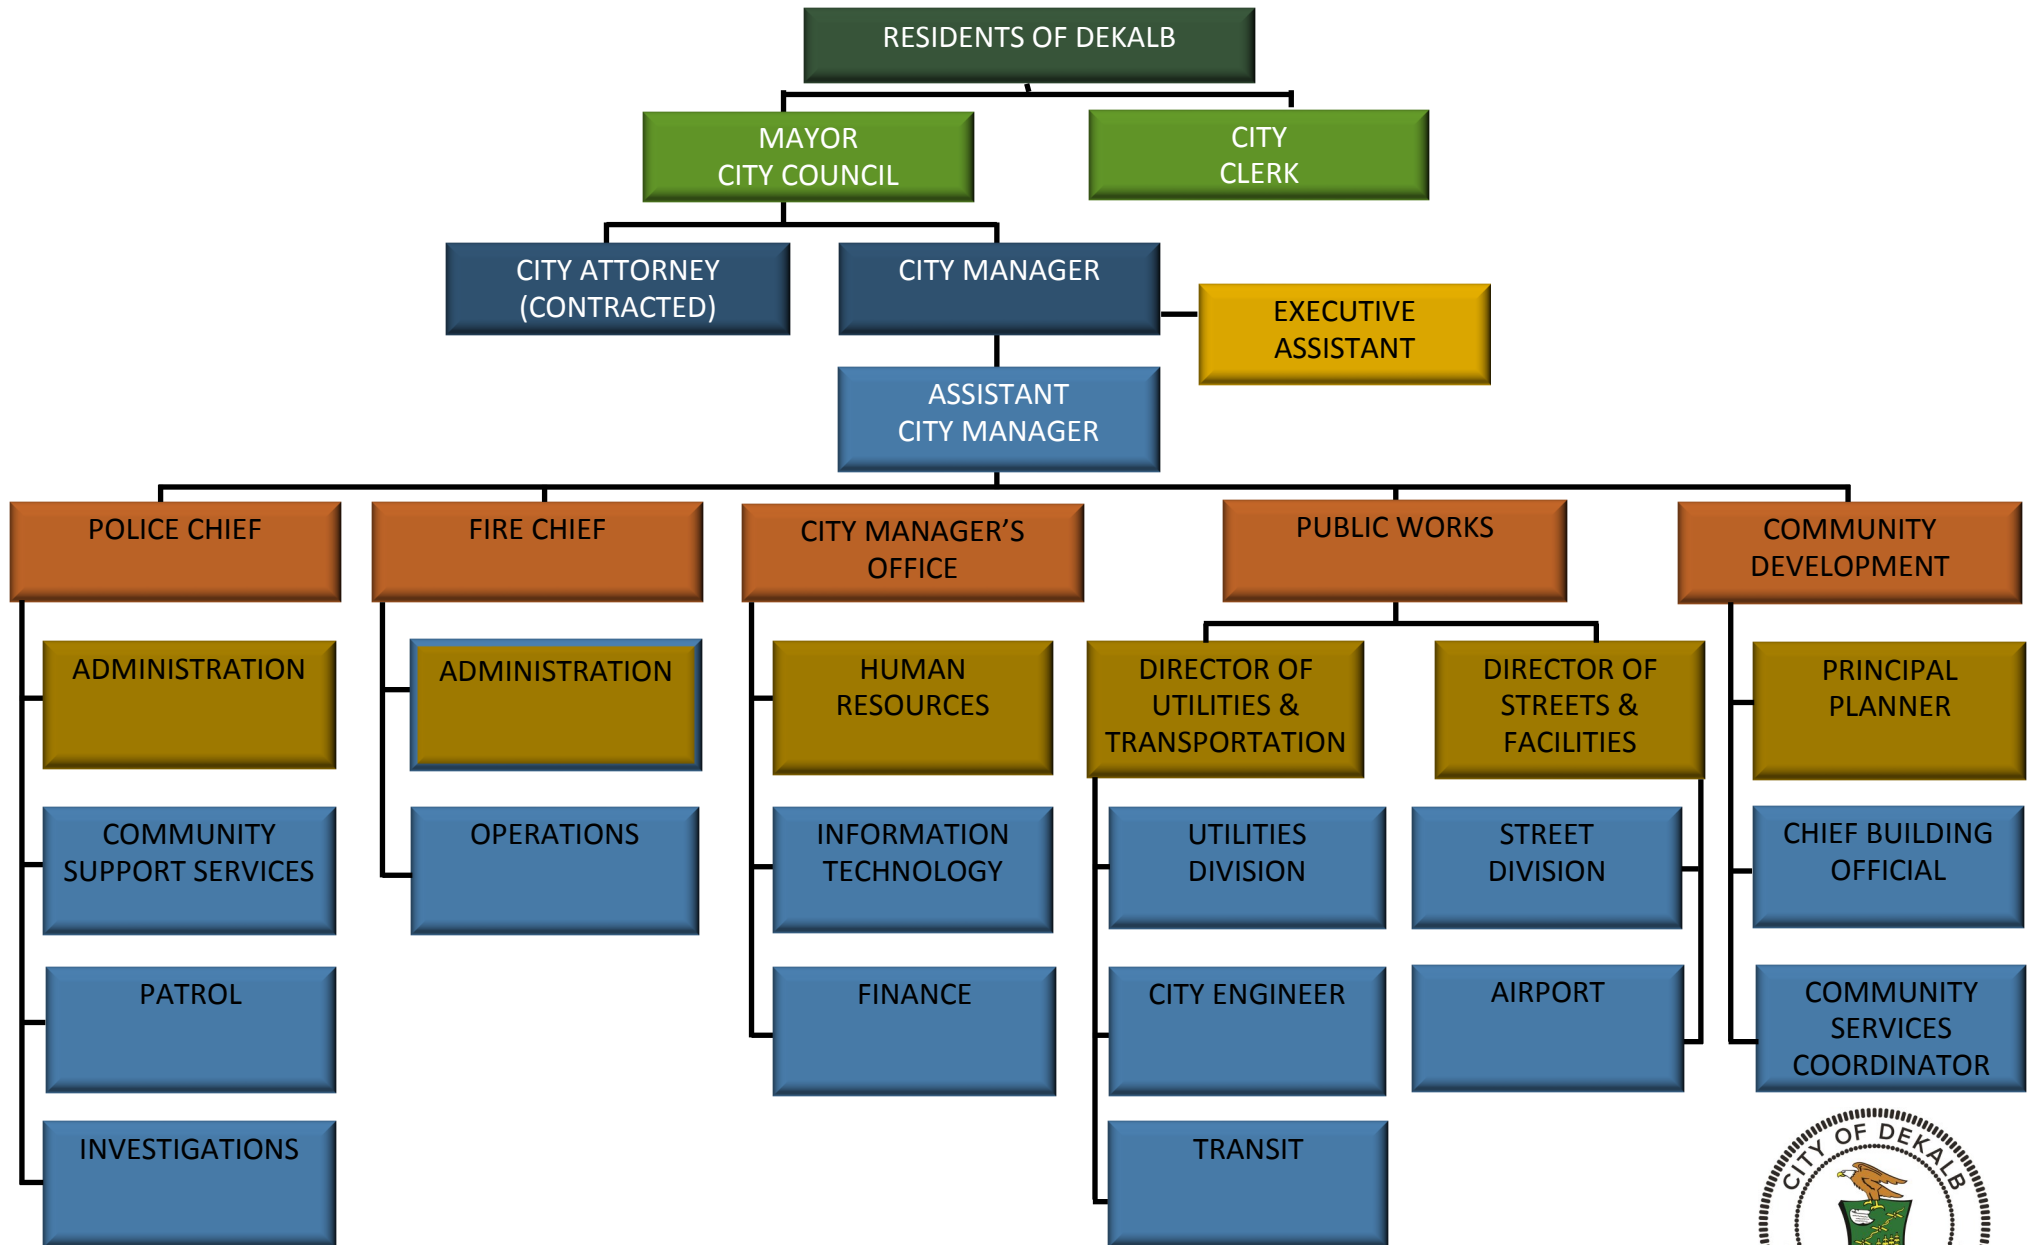 RESIDENTS OF DEKALB
MAYOR
CITY COUNCIL
CITY
CLERK
CITY ATTORNEY
(CONTRACTED)
CITY MANAGER
EXECUTIVE
ASSISTANT
ASSISTANT
CITY MANAGER
POLICE CHIEF
FIRE CHIEF
CITY MANAGER'S
OFFICE
PUBLIC WORKS
COMMUNITY
DEVELOPMENT
ADMINISTRATION
ADMINISTRATION
HUMAN
RESOURCES
DIRECTOR OF
UTILITIES &
TRANSPORTATION
DIRECTOR OF
STREETS &
FACILITIES
PRINCIPAL
PLANNER
COMMUNITY
SUPPORT SERVICES
OPERATIONS
INFORMATION
TECHNOLOGY
UTILITIES
DIVISION
STREET
DIVISION
CHIEF BUILDING
OFFICIAL
PATROL
FINANCE
CITY ENGINEER
AIRPORT
COMMUNITY
SERVICES
COORDINATOR
INVESTIGATIONS
TRANSIT
CITY OF DEKALB